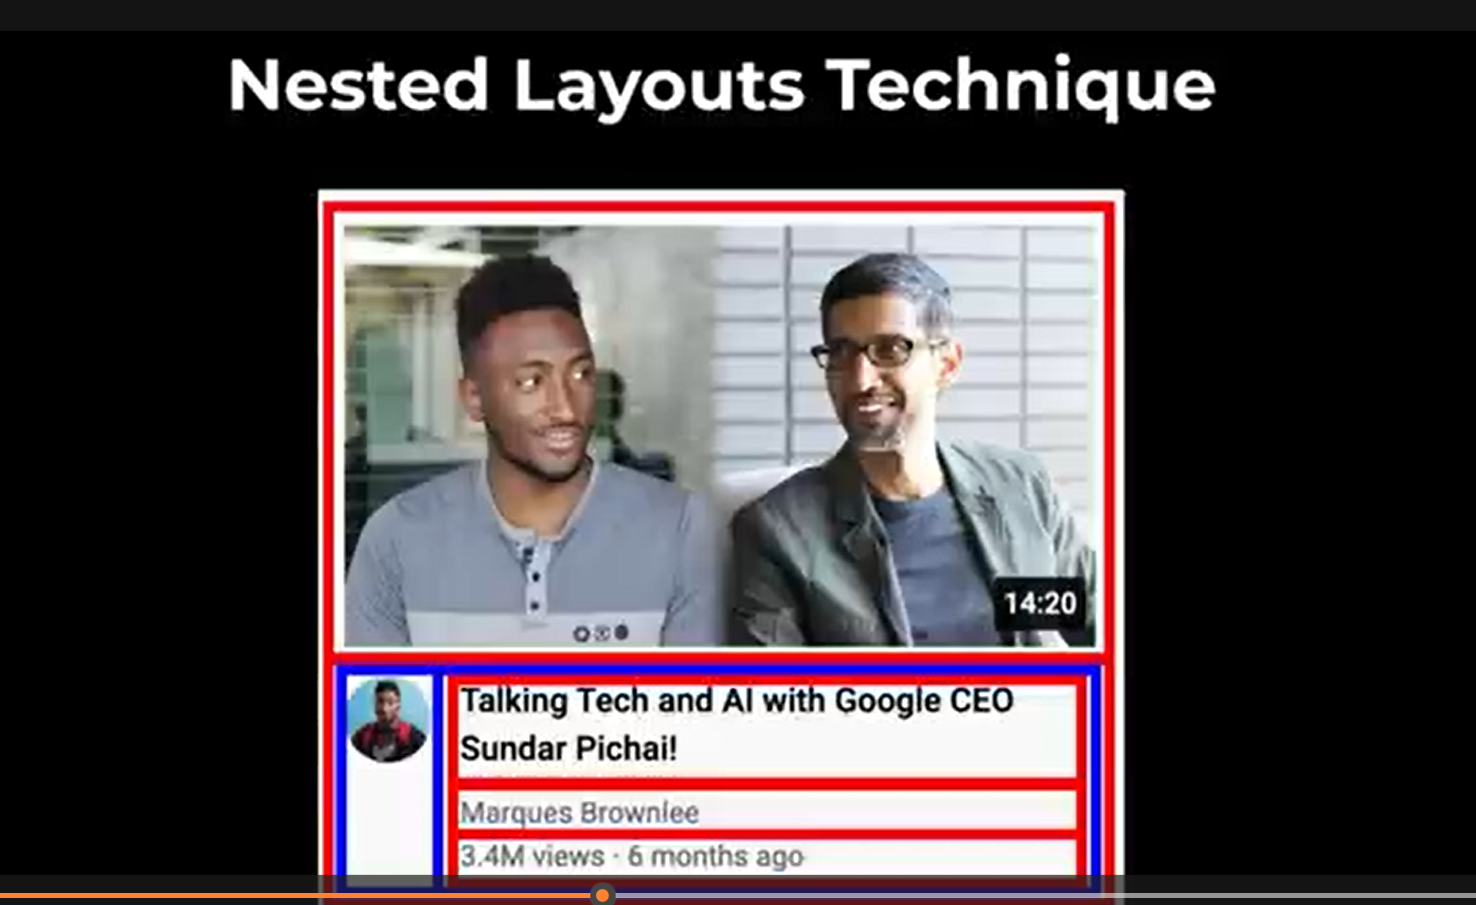 Nested Layouts Technique
14:20
Talking Tech and AI with Google CEO
Sundar Pichai!
Marques Brownlee
3.4M views · 6 months ago